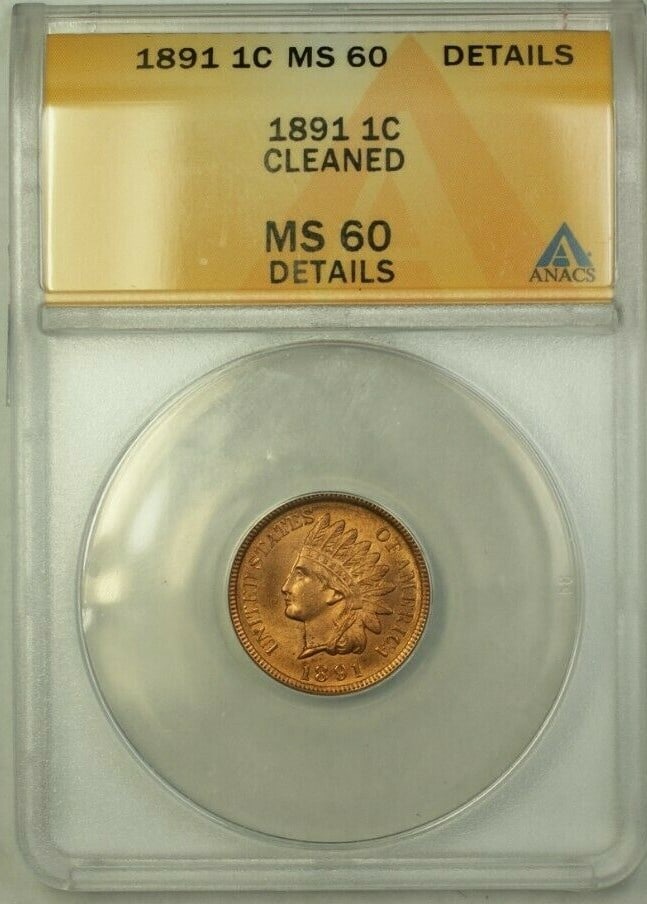 1891 1C MS 60 DETAILS
1891 1C
CLEANED
MS 60
DETAILS
ANACS
UNITED STATES OF AMERICA
1891